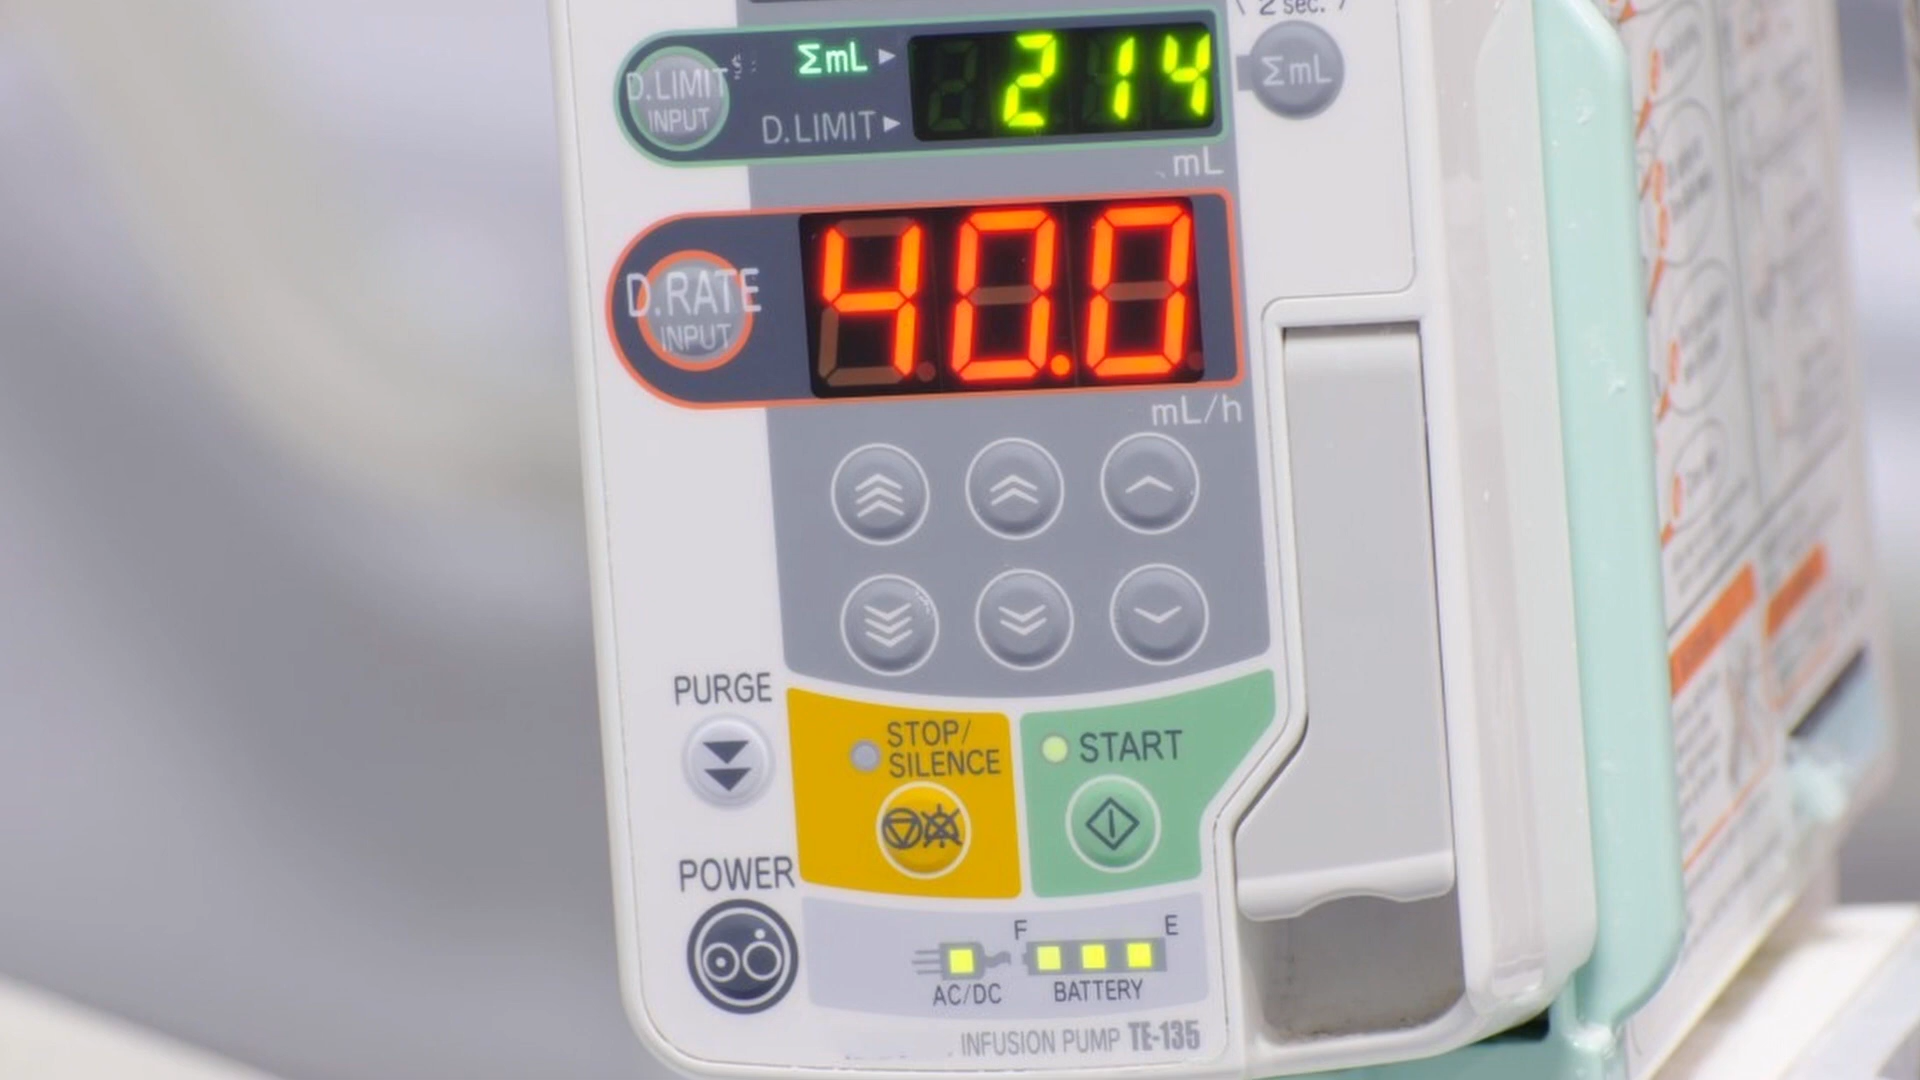 2 sec.
D.LIMIT
INPUT
ΣmL ▶ 214
D.LIMIT ▶
ΣmL
mL
D.RATE
INPUT
40.0
mL/h
PURGE
STOP/
SILENCE
START
POWER
F E
AC/DC BATTERY
INFUSION PUMP TE-135